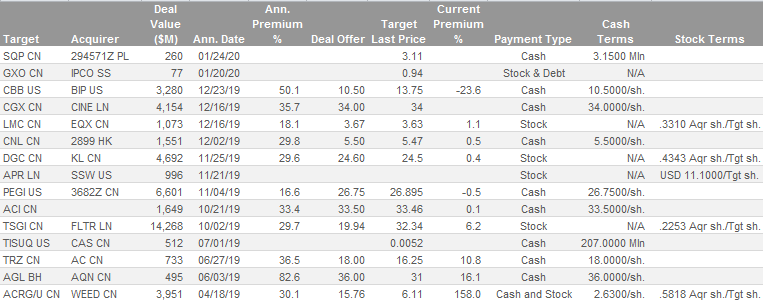 Deal Ann. Target Current
Value Premium Premium Cash
Target Acquirer ($M) Ann. Date % Deal Offer Last Price % Payment Type Terms Stock Terms
SQP CN 294571Z PL 260 01/24/20 3.11 Cash 3.1500 Mln
GXO CN IPCO SS 77 01/20/20 0.94 Stock & Debt N/A
CBB US BIP US 3,280 12/23/19 50.1 10.50 13.75 -23.6 Cash 10.5000/sh.
CGX CN CINE LN 4,154 12/16/19 35.7 34.00 34 Cash 34.0000/sh.
LMC CN EQX CN 1,073 12/16/19 18.1 3.67 3.63 1.1 Stock N/A .3310 Aqr sh./Tgt sh.
CNL CN 2899 HK 1,551 12/02/19 29.8 5.50 5.47 0.5 Cash 5.5000/sh.
DGC CN KL CN 4,692 11/25/19 29.6 24.60 24.5 0.4 Stock N/A .4343 Aqr sh./Tgt sh.
APR LN SSW US 996 11/21/19 Stock N/A USD 11.1000/Tgt sh.
PEGI US 3682Z CN 6,601 11/04/19 16.6 26.75 26.895 -0.5 Cash 26.7500/sh.
ACI CN 1,649 10/21/19 33.4 33.50 33.46 0.1 Cash 33.5000/sh.
TSGI CN FLTR LN 14,268 10/02/19 29.7 19.94 32.34 6.2 Stock N/A .2253 Aqr sh./Tgt sh.
TISUQ US CAS CN 512 07/01/19 0.0052 Cash 207.0000 Mln
TRZ CN AC CN 733 06/27/19 36.5 18.00 16.25 10.8 Cash 18.0000/sh.
AGL BH AQN CN 495 06/03/19 82.6 36.00 31 16.1 Cash 36.0000/sh.
ACRG/U CN WEED CN 3,951 04/18/19 30.1 15.76 6.11 158.0 Cash and Stock 2.6300/sh. .5818 Aqr sh./Tgt sh.